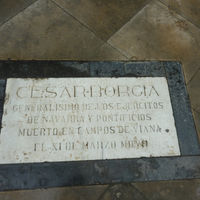 CESAR BORGIA
GENERALISIMO DE LOS EJERCITOS
DE NAVARRA Y PONTIFICIOS
MUERTO EN CAMPOS DE VIANA
EL XI DE MARZO MDVII